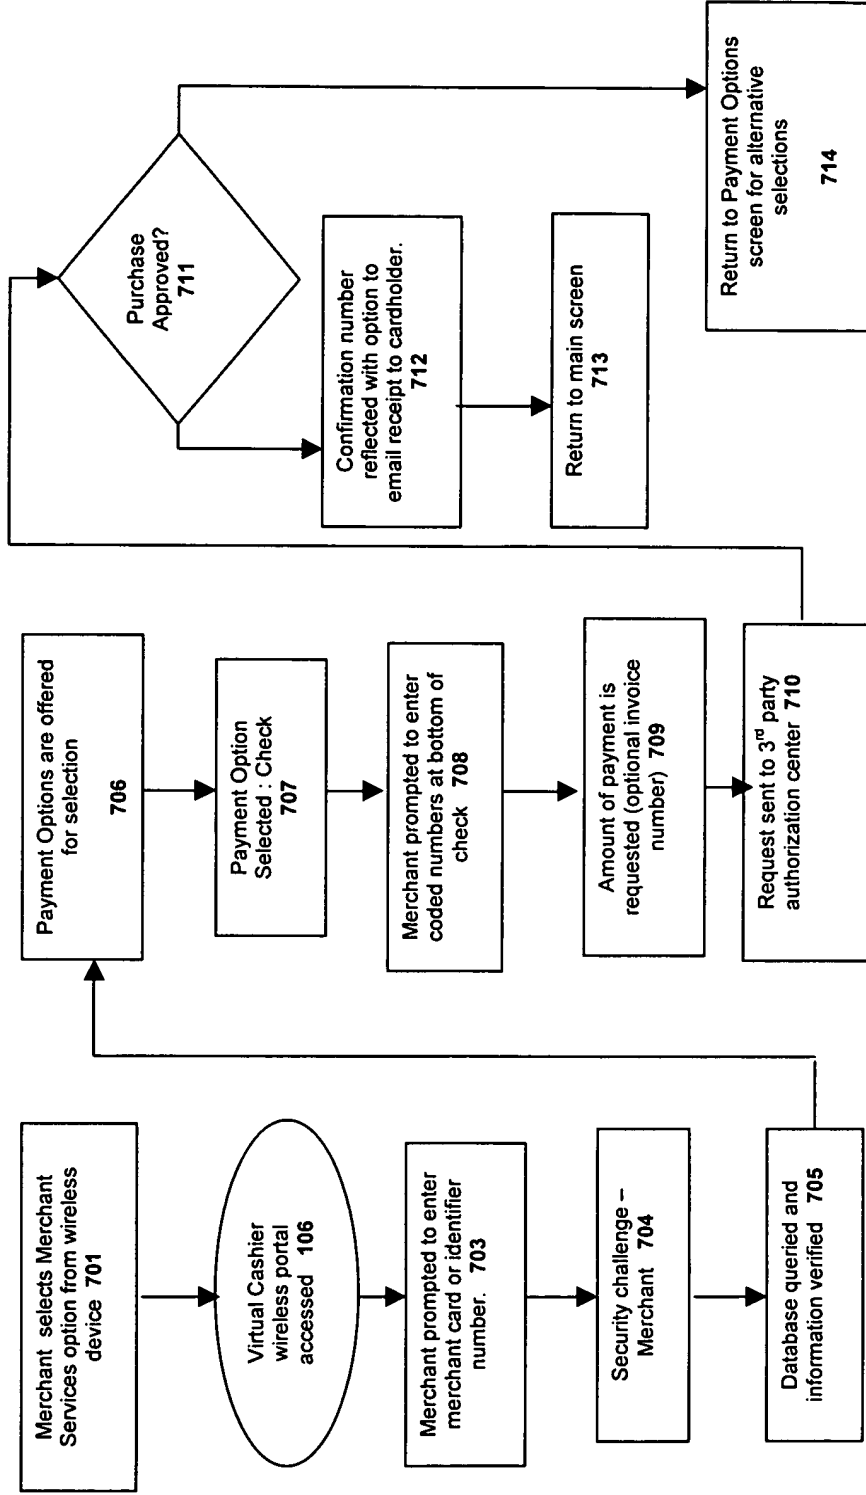 Merchant selects Merchant
Services option from wireless
device 701
Virtual Cashier
wireless portal
accessed 106
Merchant prompted to enter
merchant card or identifier
number. 703
Security challenge –
Merchant 704
Database queried and
information verified 705
Payment Options are offered
for selection
706
Payment Option
Selected : Check
707
Merchant prompted to enter
coded numbers at bottom of
check 708
Amount of payment is
requested (optional invoice
number) 709
Request sent to 3rd party
authorization center 710
Purchase
Approved?
711
Confirmation number
reflected with option to
email receipt to cardholder.
712
Return to main screen
713
Return to Payment Options
screen for alternative
selections
714